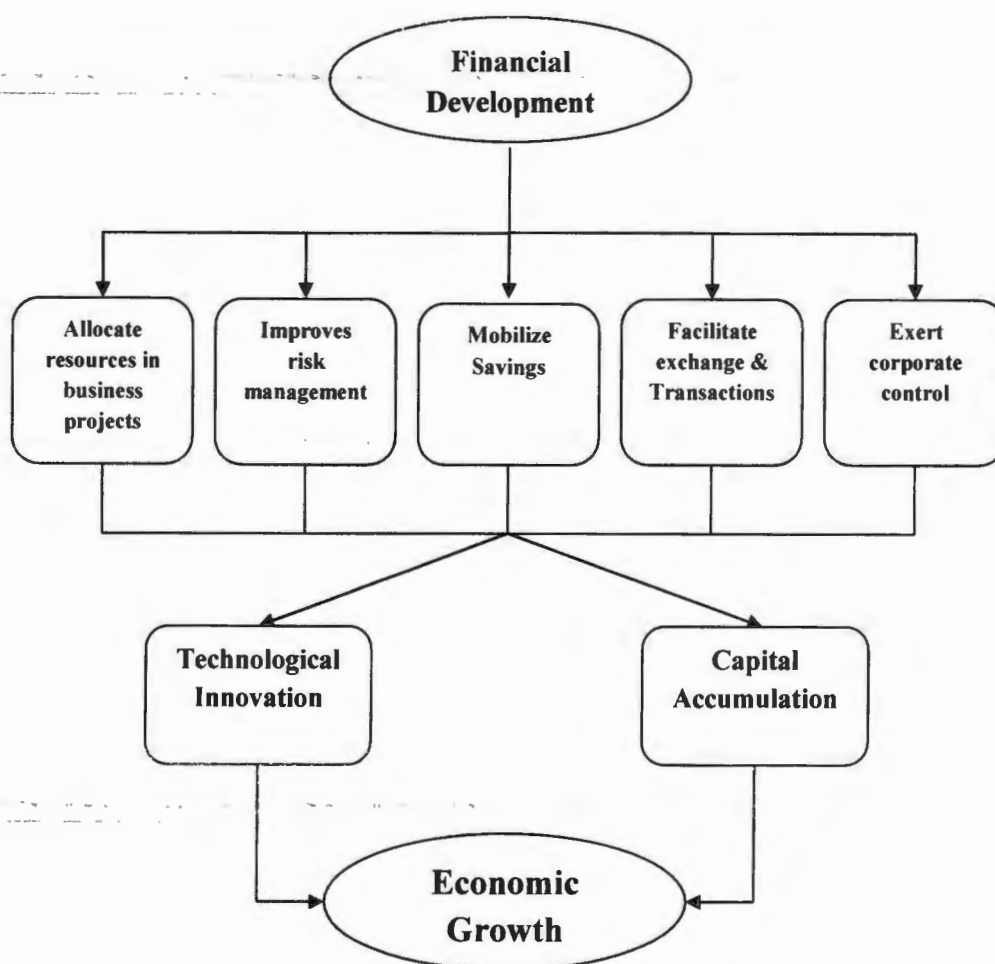 Financial
Development
Allocate
resources in
business
projects
Improves
risk
management
Mobilize
Savings
Facilitate
exchange &
Transactions
Exert
corporate
control
Technological
Innovation
Capital
Accumulation
Economic
Growth